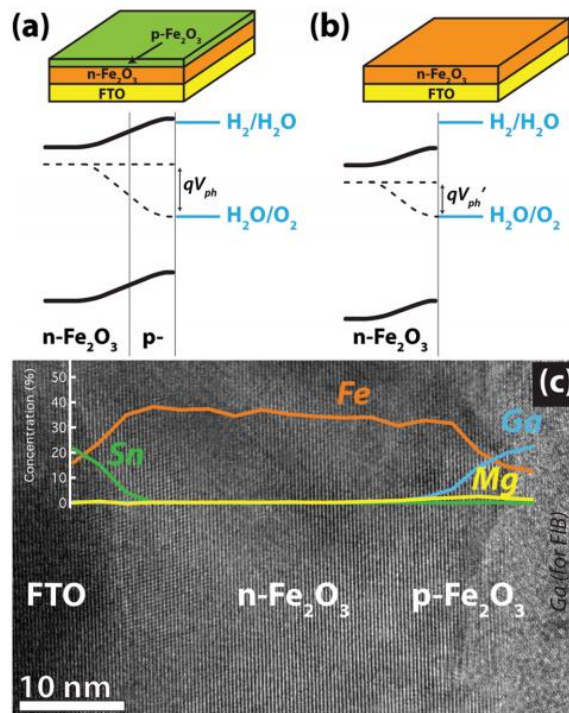 (a)
p-Fe₂O₃
n-Fe₂O₃
FTO
H₂/H₂O
qVₚₕ
H₂O/O₂
n-Fe₂O₃ p-
(b)
n-Fe₂O₃
FTO
H₂/H₂O
qVₚₕ′
H₂O/O₂
n-Fe₂O₃
(c)
Concentration (%)
50
40
30
20
10
0
Fe
Ga
Sn
Mg
FTO
n-Fe₂O₃
p-Fe₂O₃
Ga (for FIB)
10 nm